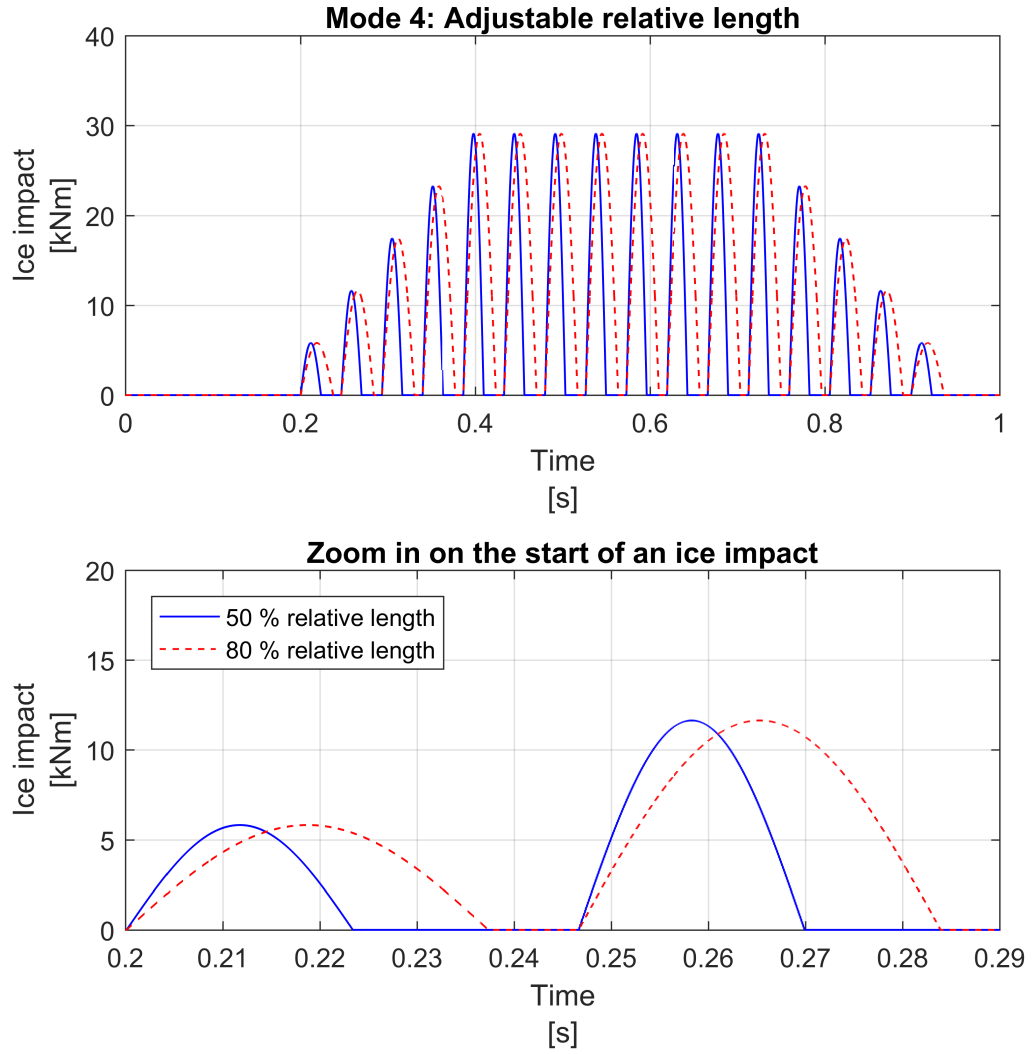 Mode 4: Adjustable relative length
40
30
20
10
0
Ice impact
[kNm]
0 0.2 0.4 0.6 0.8 1
Time
[s]
Zoom in on the start of an ice impact
20
15
10
5
0
Ice impact
[kNm]
50 % relative length
80 % relative length
0.2 0.21 0.22 0.23 0.24 0.25 0.26 0.27 0.28 0.29
Time
[s]